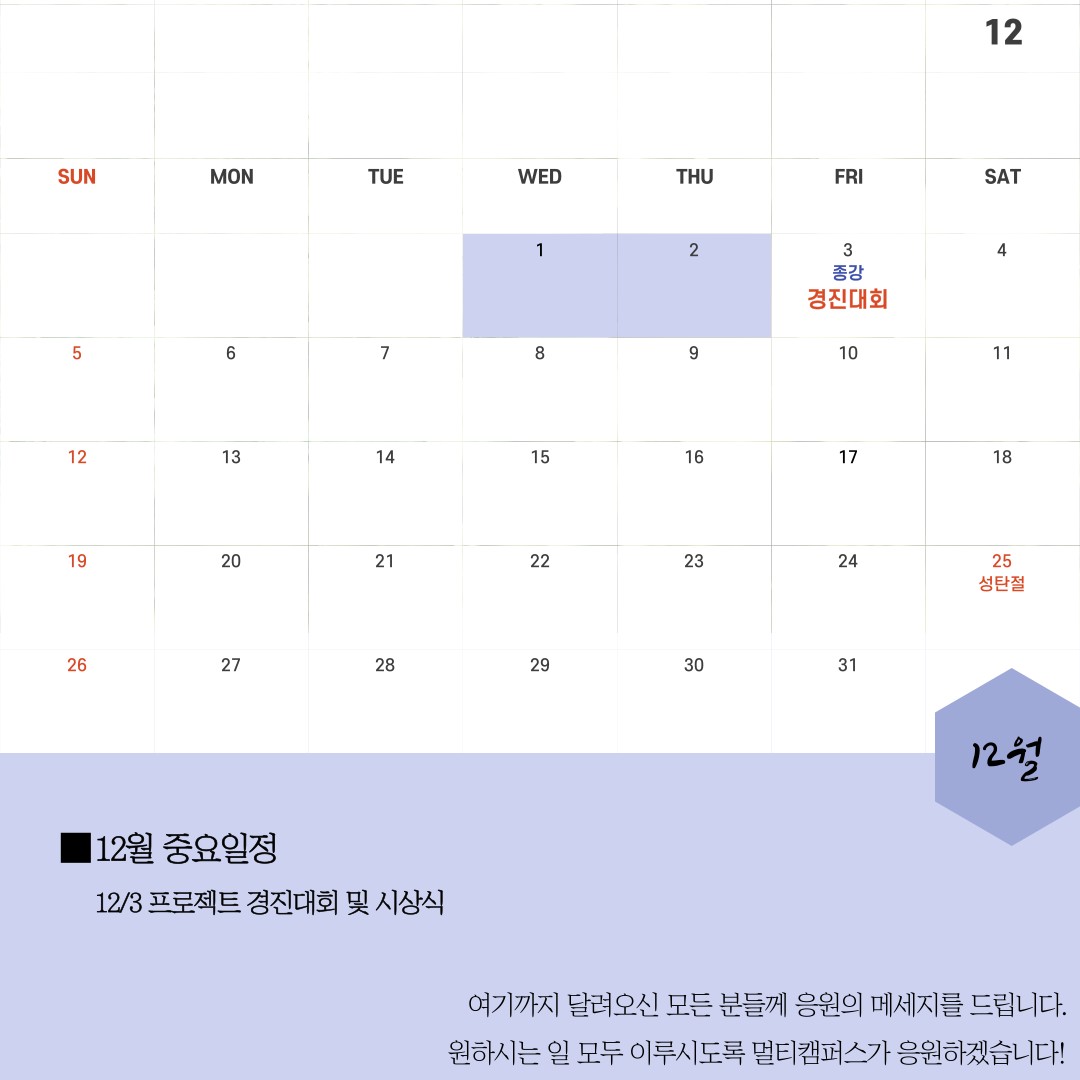 12
SUN MON TUE WED THU FRI SAT
1 2 3 4
종강
경진대회
5 6 7 8 9 10 11
12 13 14 15 16 17 18
19 20 21 22 23 24 25
성탄절
26 27 28 29 30 31
12월
■12월 중요일정
12/3 프로젝트 경진대회 및 시상식
여기까지 달려오신 모든 분들께 응원의 메세지를 드립니다.
원하시는 일 모두 이루시도록 멀티캠퍼스가 응원하겠습니다!